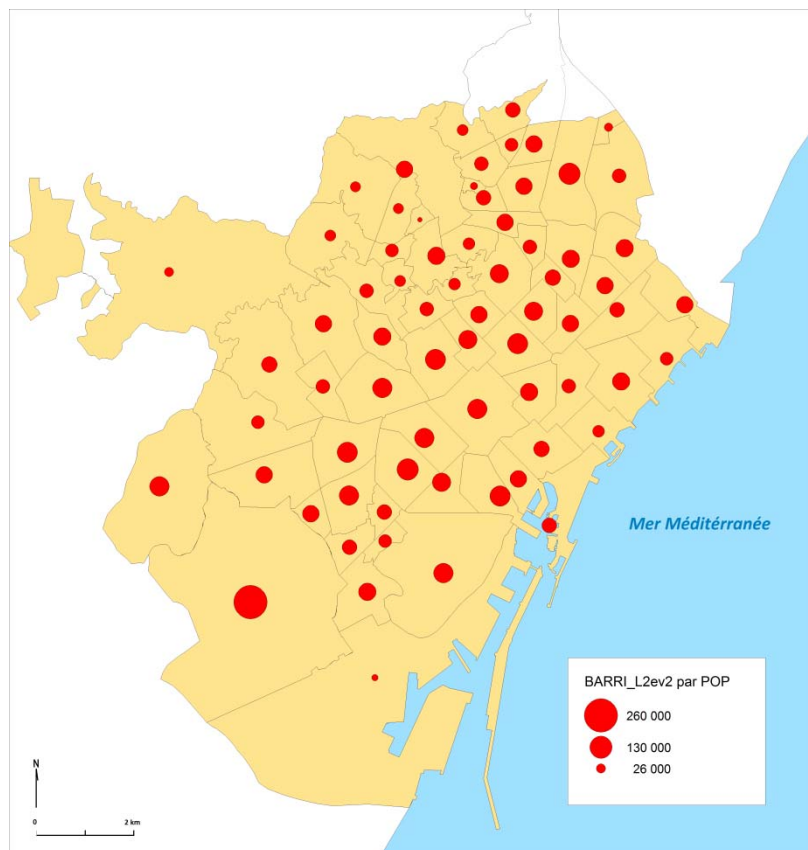 Mer Méditérranée
BARRI_L2ev2 par POP
260 000
130 000
26 000
N
0 2 km